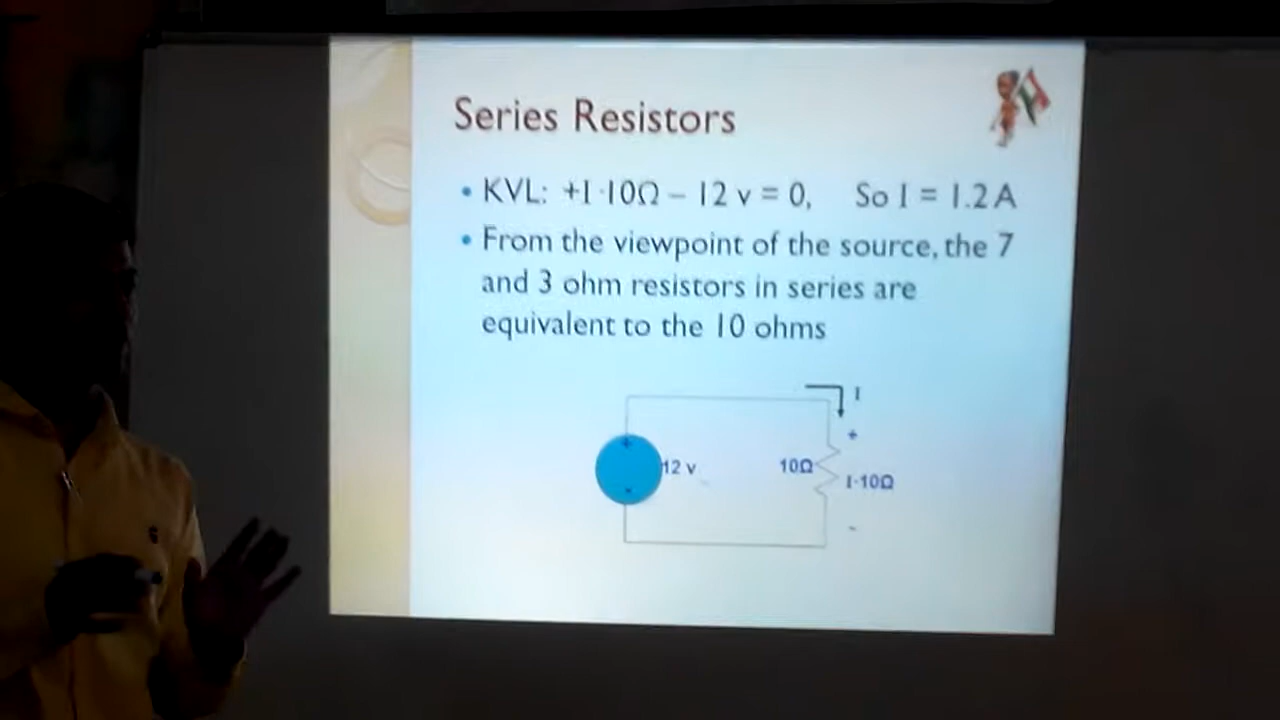 Series Resistors
• KVL: +I·10Ω – 12 v = 0, So I = 1.2 A
• From the viewpoint of the source, the 7
and 3 ohm resistors in series are
equivalent to the 10 ohms
I
+
+
12 v
10Ω
I·10Ω
-
-